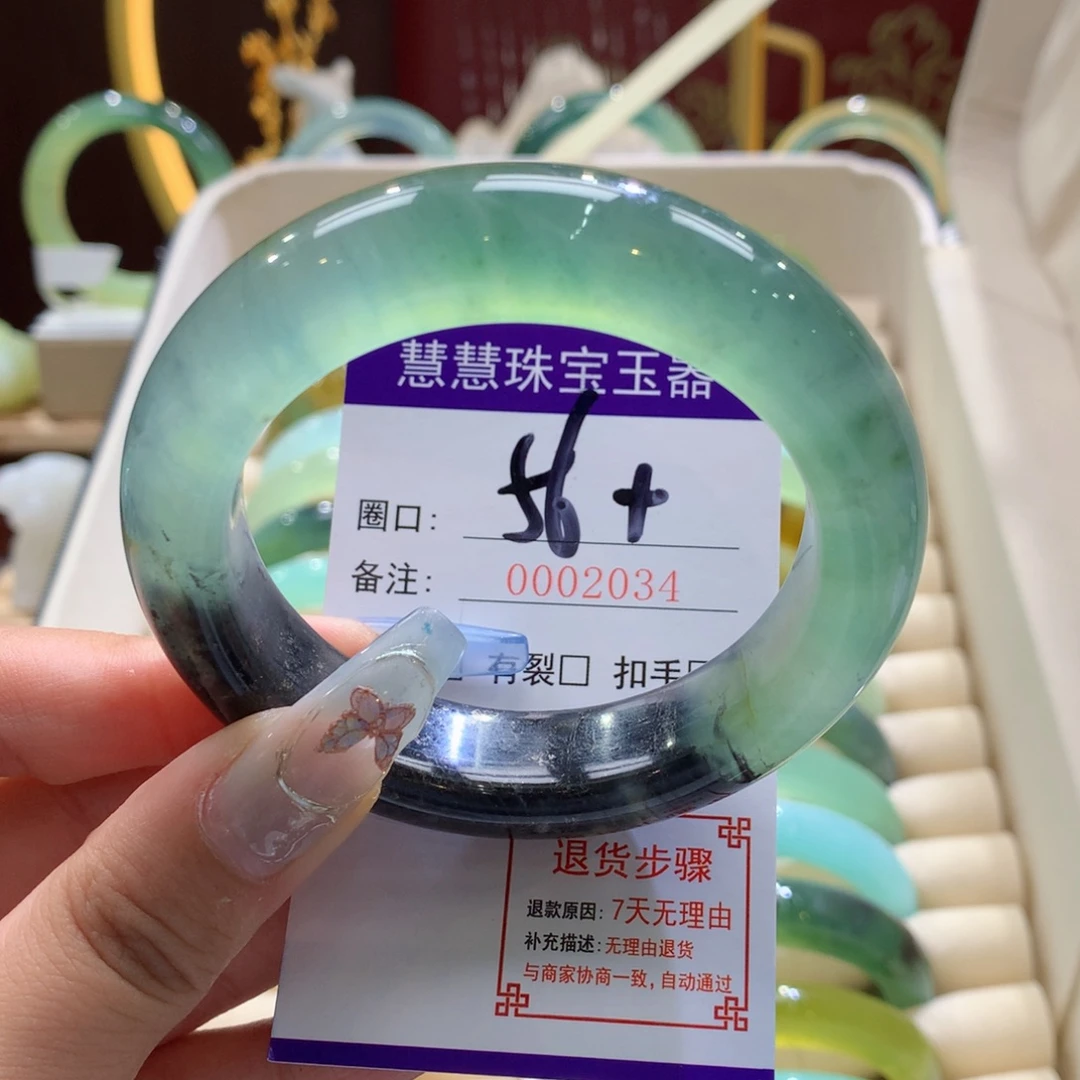 慧慧珠宝玉器
圈口: 56+
备注: 0002034
有裂□ 扣手
退货步骤
退款原因: 7天无理由
补充描述: 无理由退货
与商家协商一致, 自动通过